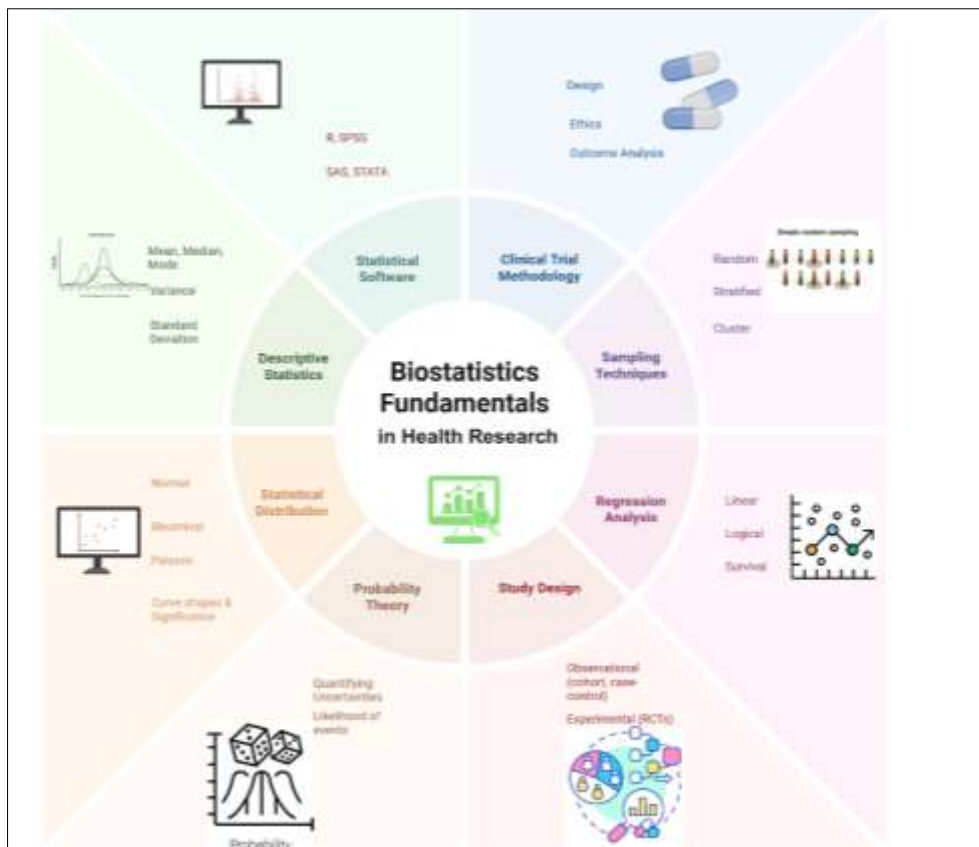 Biostatistics
Fundamentals
in Health Research
Statistical
Software
R, SPSS
SAS, STATA
Clinical Trial
Methodology
Design
Ethics
Outcome Analysis
Sampling
Techniques
Random
Stratified
Cluster
Simple random sampling
Regression
Analysis
Linear
Logical
Survival
Study Design
Observational
(cohor), case-
control)
Experimental (RCTs)
Probability
Theory
Quantifying
Uncertainties
Likelihood of
events
Probability
Statistical
Distribution
Normal
Binomial
Poisson
Curve shapes &
Significance
Descriptive
Statistics
Mean, Median,
Mode
Variance
Standard
Deviation